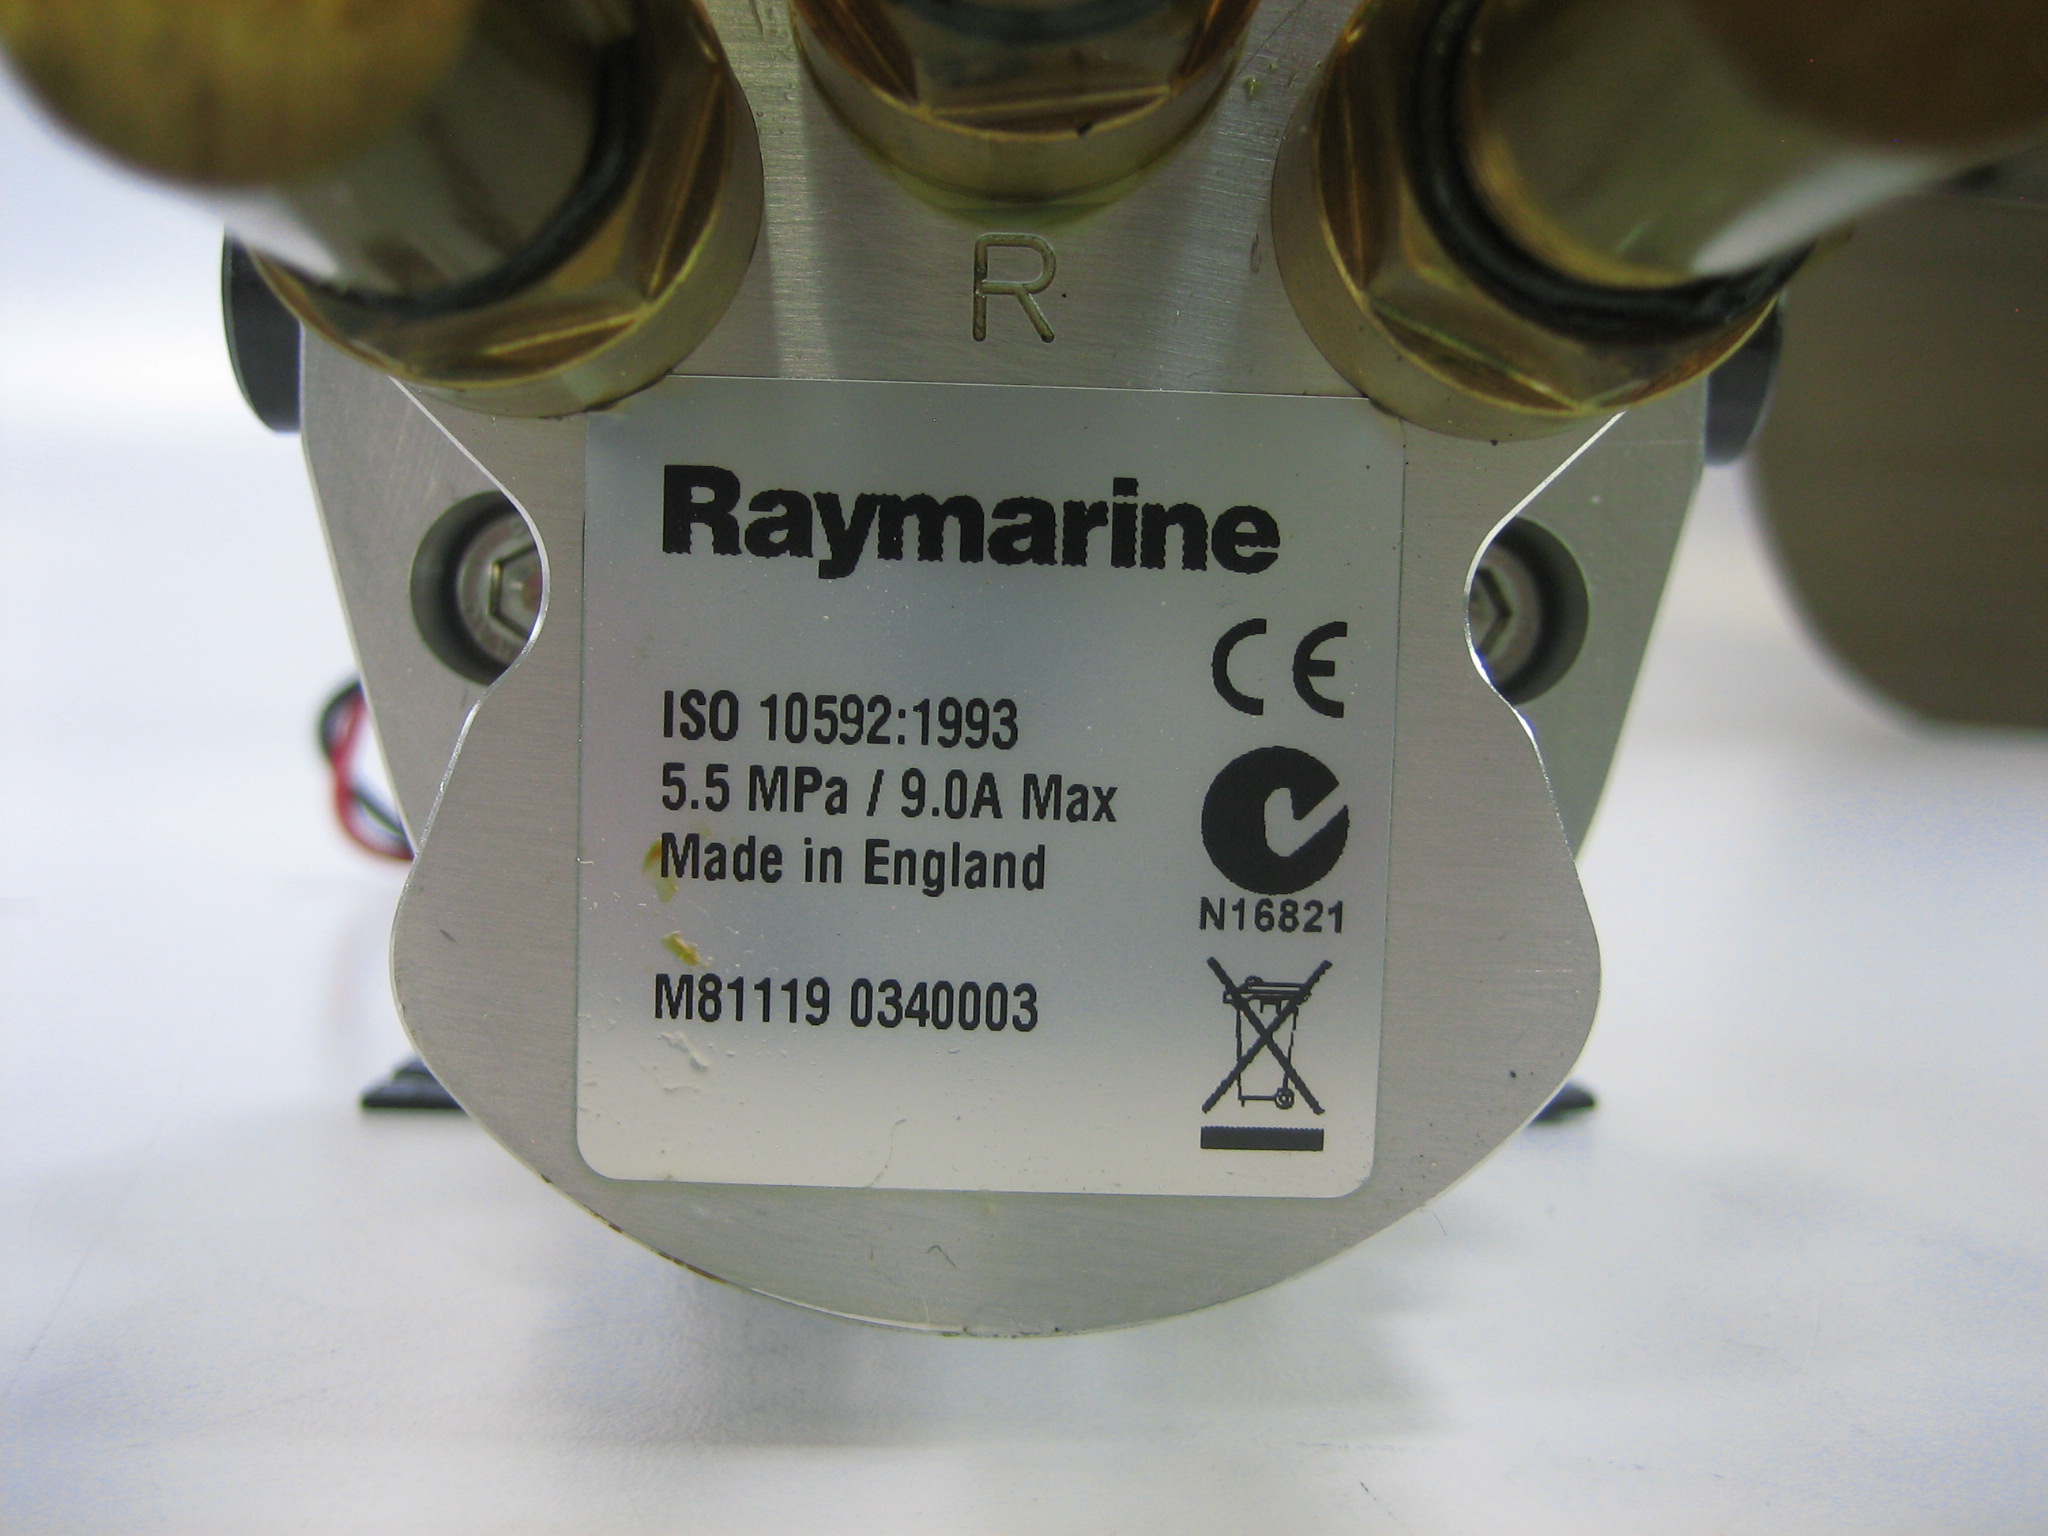 R
Raymarine
CE
ISO 10592:1993
5.5 MPa / 9.0A Max
Made in England
N16821
M81119 0340003